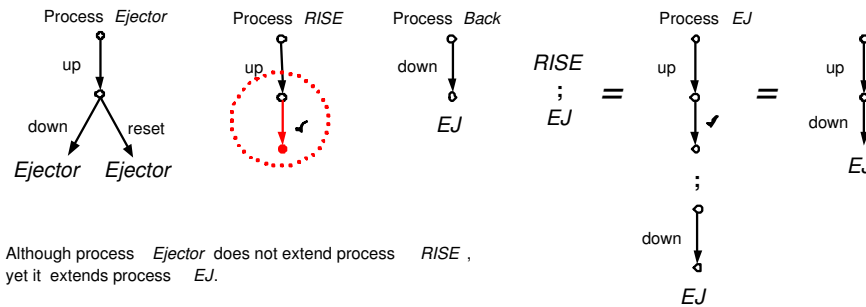 Process Ejector
up
down
reset
Ejector
Ejector
Process RISE
up
✓
Process Back
down
EJ
RISE
;
EJ
=
Process EJ
up
✓
;
down
EJ
=
up
down
EJ
Although process Ejector does not extend process RISE ,
yet it extends process EJ.